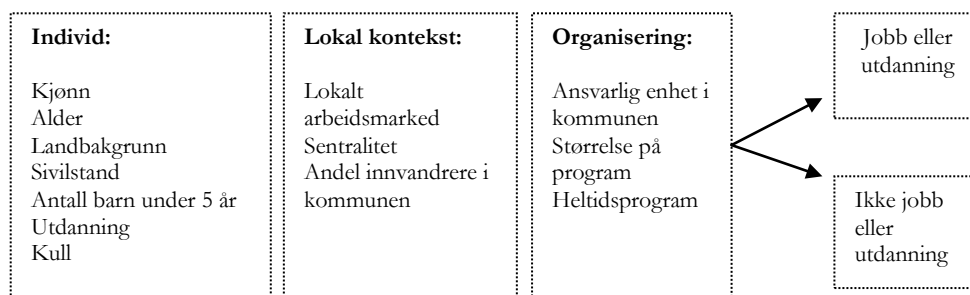 Individ:
Kjønn
Alder
Landbakgrunn
Sivilstand
Antall barn under 5 år
Utdanning
Kull
Lokal kontekst:
Lokalt
arbeidsmarked
Sentralitet
Andel innvandrere i
kommunen
Organisering:
Ansvarlig enhet i
kommunen
Størrelse på
program
Heltidsprogram
Jobb eller
utdanning
Ikke jobb
eller
utdanning